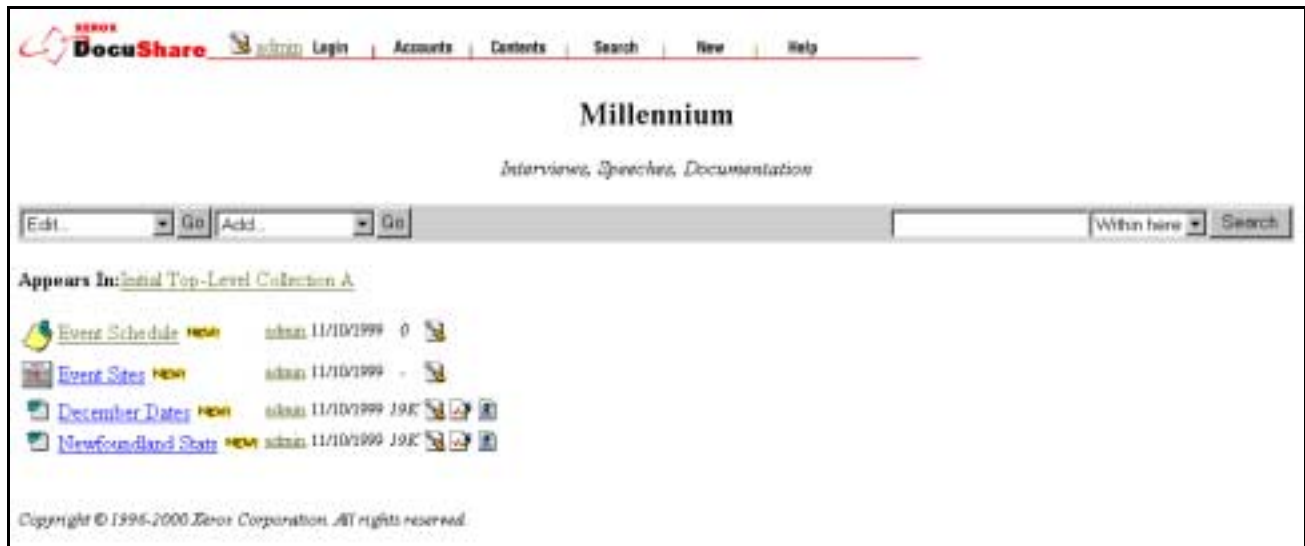 XEROX
DocuShare admin Login Accounts Contents Search New Help
Millennium
Interviews, Speeches, Documentation
Edit... Go Add... Go Within here Search
Appears In: Initial Top-Level Collection A
Event Schedule NEW! admin 11/10/1999 0
Event Sites NEW! admin 11/10/1999 -
December Dates NEW! admin 11/10/1999 19K
Newfoundland Stats NEW! admin 11/10/1999 19K
Copyright © 1996-2000 Xerox Corporation. All rights reserved.